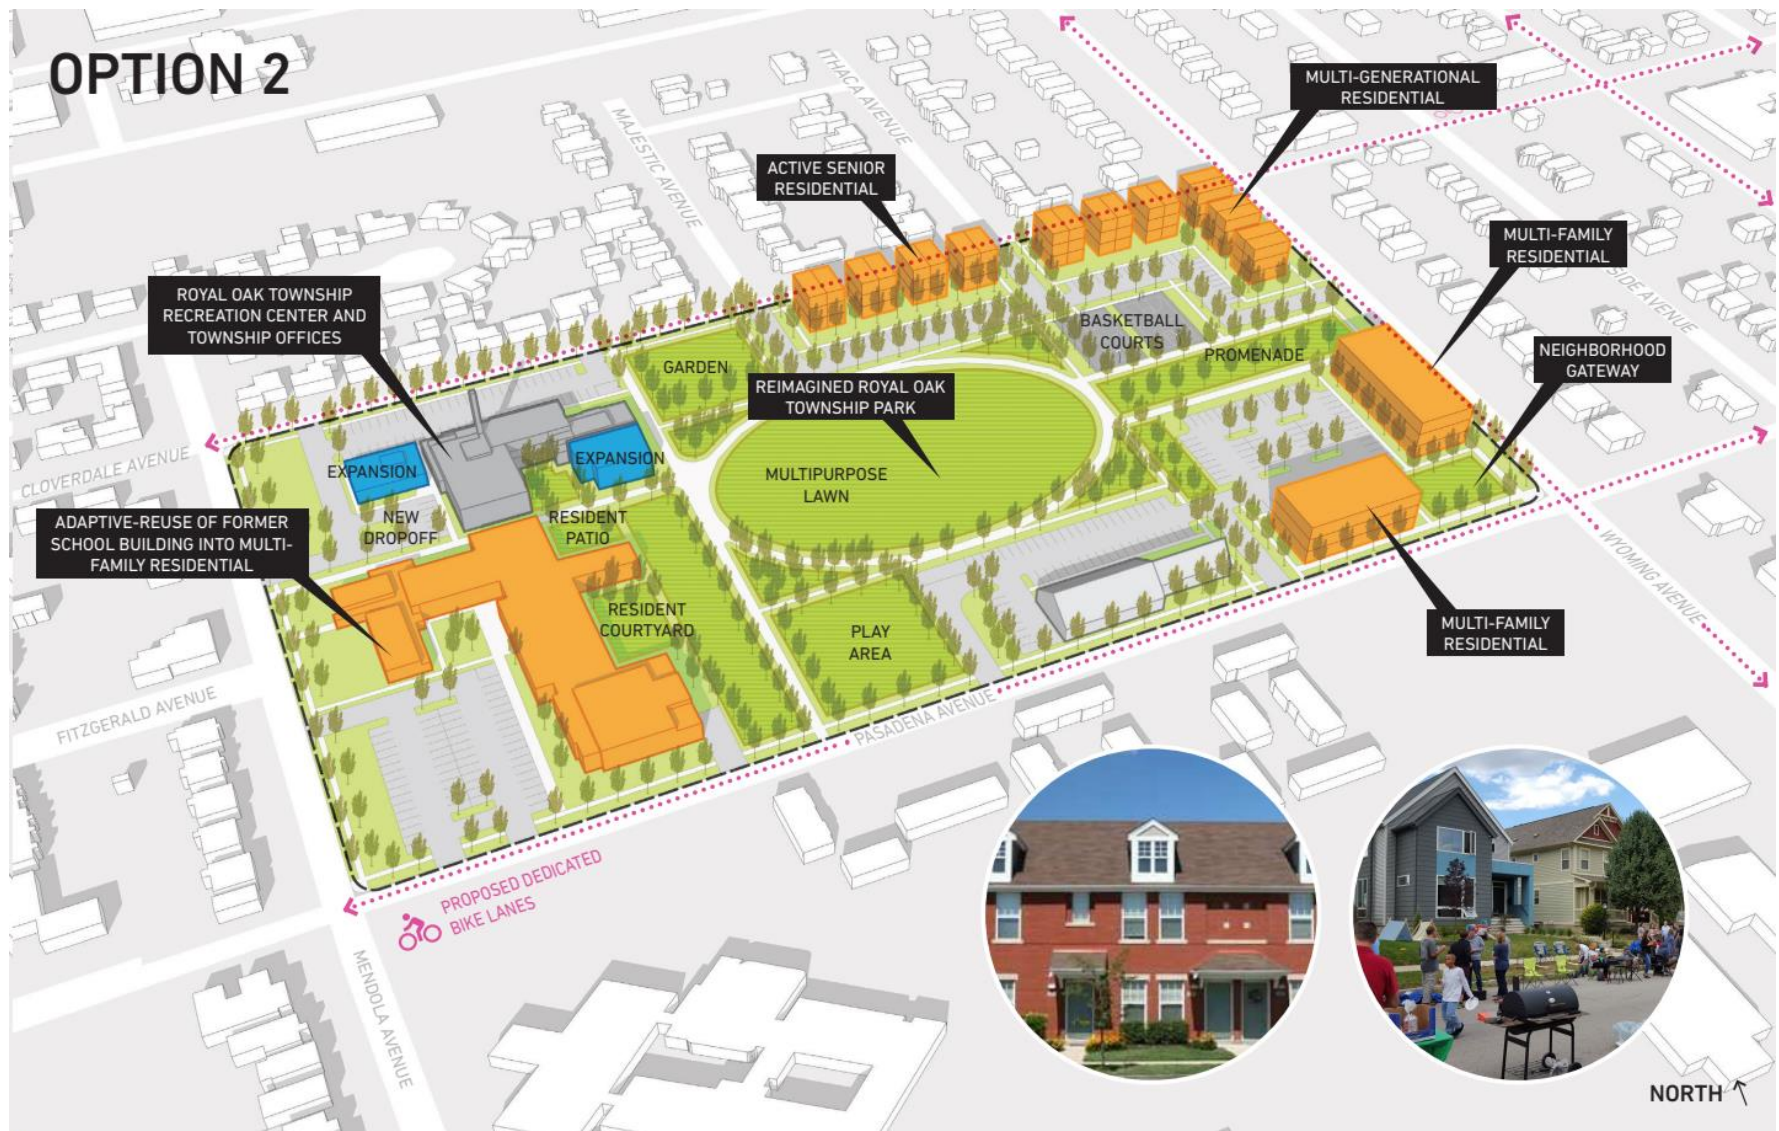 OPTION 2
ITHACA AVENUE
MAJESTIC AVENUE
MULTI-GENERATIONAL
RESIDENTIAL
ACTIVE SENIOR
RESIDENTIAL
MULTI-FAMILY
RESIDENTIAL
SIDE AVENUE
ROYAL OAK TOWNSHIP
RECREATION CENTER AND
TOWNSHIP OFFICES
BASKETBALL
COURTS
PROMENADE
NEIGHBORHOOD
GATEWAY
GARDEN
REIMAGINED ROYAL OAK
TOWNSHIP PARK
CLOVERDALE AVENUE
EXPANSION
EXPANSION
MULTIPURPOSE
LAWN
NEW
DROPOFF
RESIDENT
PATIO
ADAPTIVE-REUSE OF FORMER
SCHOOL BUILDING INTO MULTI-
FAMILY RESIDENTIAL
WYOMING AVENUE
RESIDENT
COURTYARD
PLAY
AREA
MULTI-FAMILY
RESIDENTIAL
FITZGERALD AVENUE
PASADENA AVENUE
PROPOSED DEDICATED
BIKE LANES
MENDOLA AVENUE
NORTH